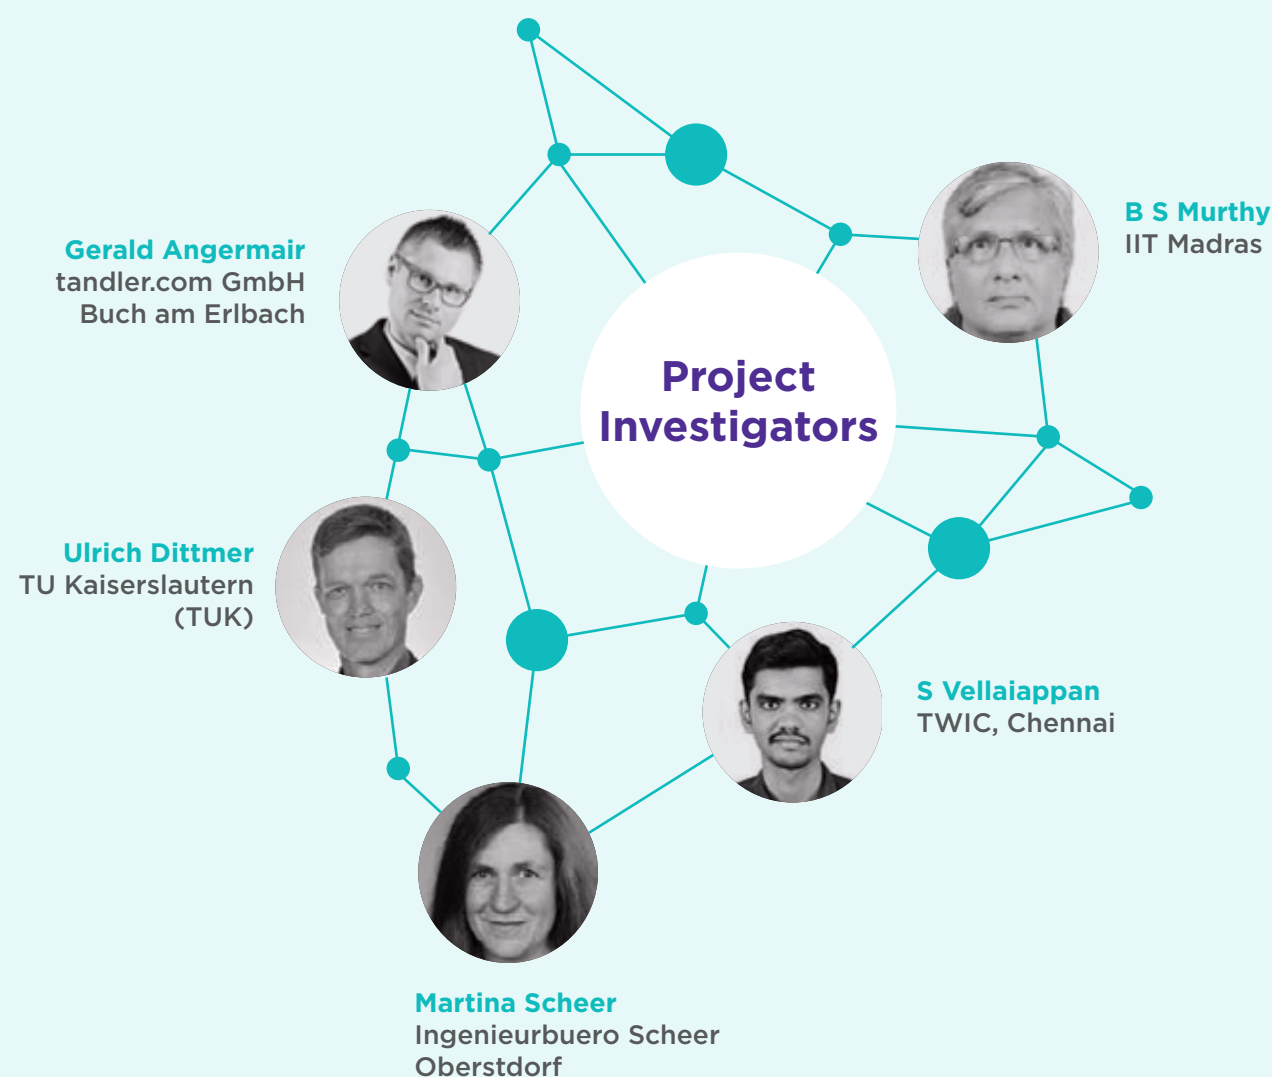 Project
Investigators
Gerald Angermair
tandler.com GmbH
Buch am Erlbach
B S Murthy
IIT Madras
Ulrich Dittmer
TU Kaiserslautern
(TUK)
S Vellaiappan
TWIC, Chennai
Martina Scheer
Ingenieurbuero Scheer
Oberstdorf